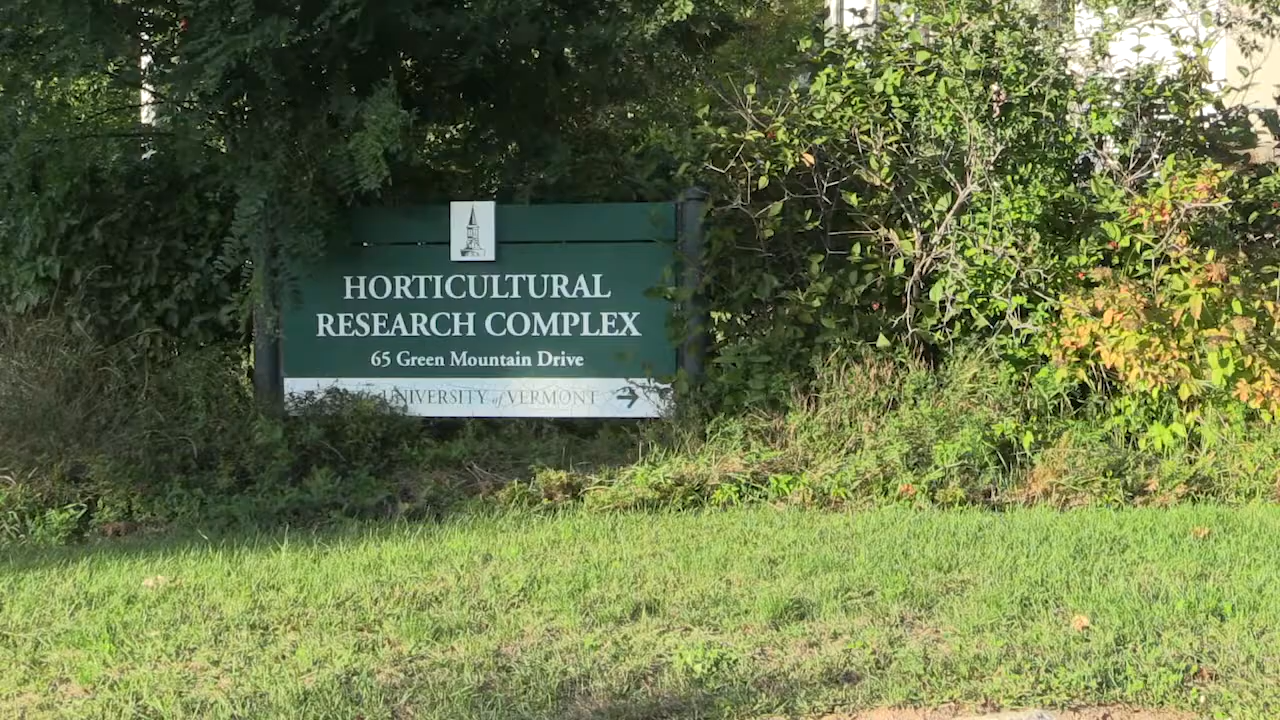 HORTICULTURAL
RESEARCH COMPLEX
65 Green Mountain Drive
UNIVERSITY of VERMONT